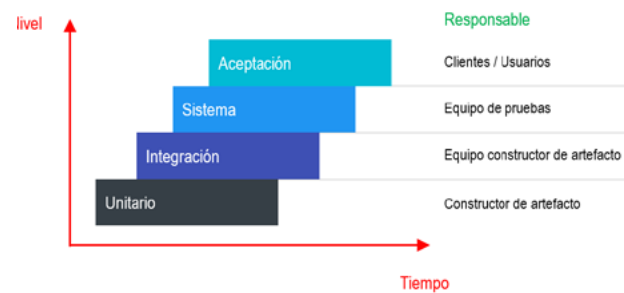 livel
Responsable
Aceptación
Clientes / Usuarios
Sistema
Equipo de pruebas
Integración
Equipo constructor de artefacto
Unitario
Constructor de artefacto
Tiempo